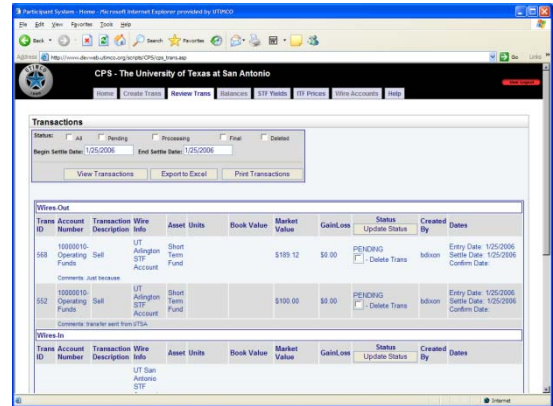 Participant System - Home - Microsoft Internet Explorer provided by UTIMCO
File Edit View Favorites Tools Help
Back Search Favorites
Address http://www.devweb.utimco.org/scripts/CPS/cps_trans.asp Go Links
CPS - The University of Texas at San Antonio
Home Create Trans Review Trans Balances STF Yields ITF Prices Wire Accounts Help
Transactions
Status: All Pending Processing Final Deleted
Begin Settle Date: 1/25/2006 End Settle Date: 1/25/2006
View Transactions Export to Excel Print Transactions
Wires-Out
Trans ID Account Number Transaction Description Wire Info Asset Units Book Value Market Value GainLoss Status Update Status Created By Dates
568 10000010-Operating Funds Sell UT Arlington STF Account Short Term Fund $189.12 $0.00 PENDING - Delete Trans bdixon Entry Date: 1/25/2006 Settle Date: 1/25/2006 Confirm Date:
Comments: Just because
552 10000010-Operating Funds Sell UT Arlington STF Account Short Term Fund $100.00 $0.00 PENDING - Delete Trans bdixon Entry Date: 1/25/2006 Settle Date: 1/25/2006 Confirm Date:
Comments: transfer sent from UTSA
Wires-In
Trans ID Account Number Transaction Description Wire Info Asset Units Book Value Market Value GainLoss Status Update Status Created By Dates
UT San Antonio STF
Internet